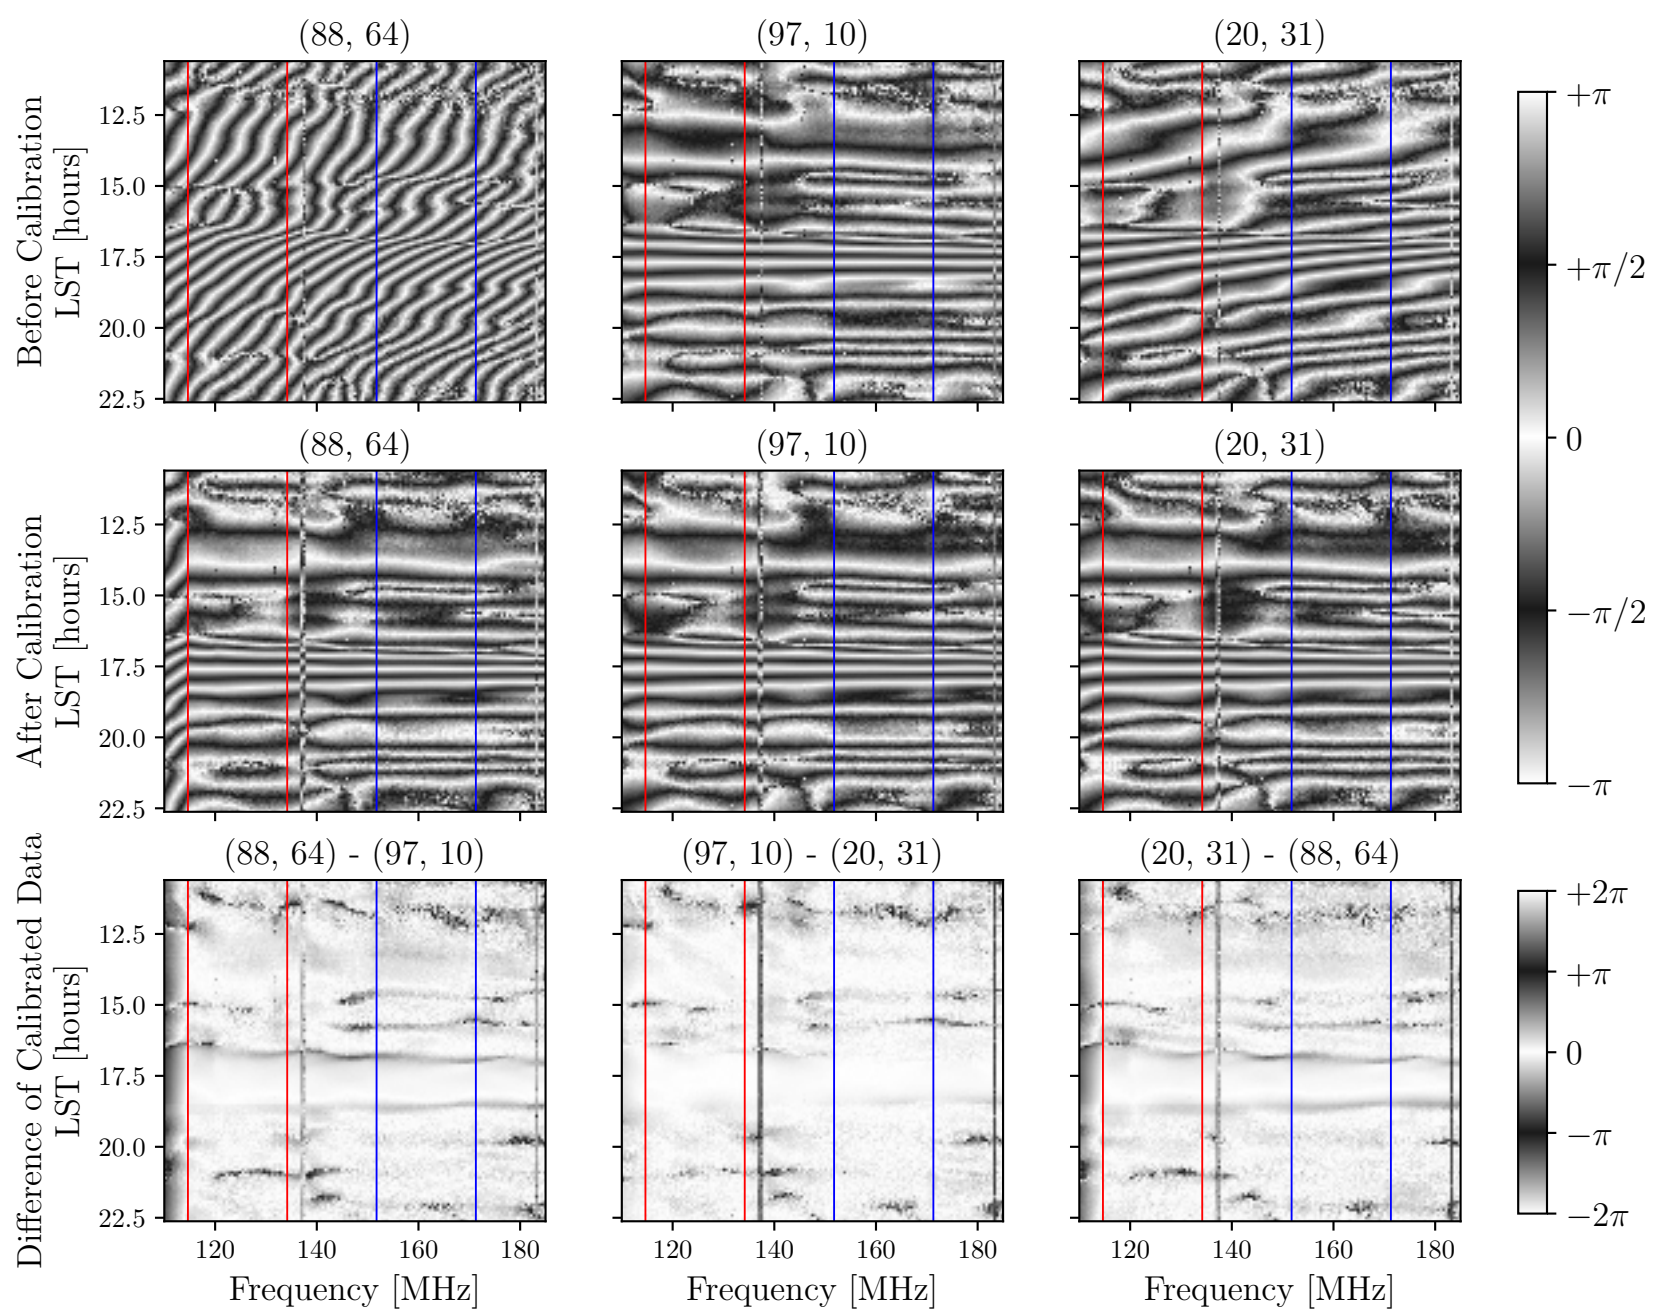 (88, 64)
(97, 10)
(20, 31)
Before Calibration
LST [hours]
12.5
15.0
17.5
20.0
22.5
+π
+π/2
0
−π/2
−π
(88, 64)
(97, 10)
(20, 31)
After Calibration
LST [hours]
12.5
15.0
17.5
20.0
22.5
(88, 64) - (97, 10)
(97, 10) - (20, 31)
(20, 31) - (88, 64)
Difference of Calibrated Data
LST [hours]
12.5
15.0
17.5
20.0
22.5
+2π
+π
0
−π
−2π
120 140 160 180
120 140 160 180
120 140 160 180
Frequency [MHz]
Frequency [MHz]
Frequency [MHz]